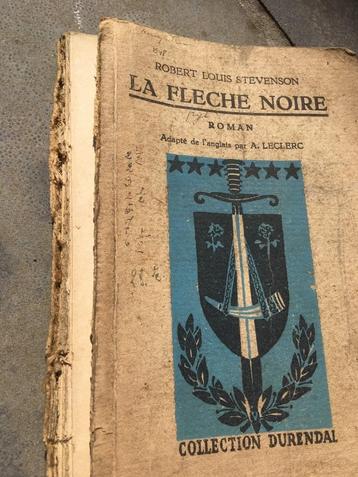 ROBERT LOUIS STEVENSON
LA FLECHE NOIRE
ROMAN
Adapté de l'anglais par A. LECLERC
COLLECTION DURENDAL